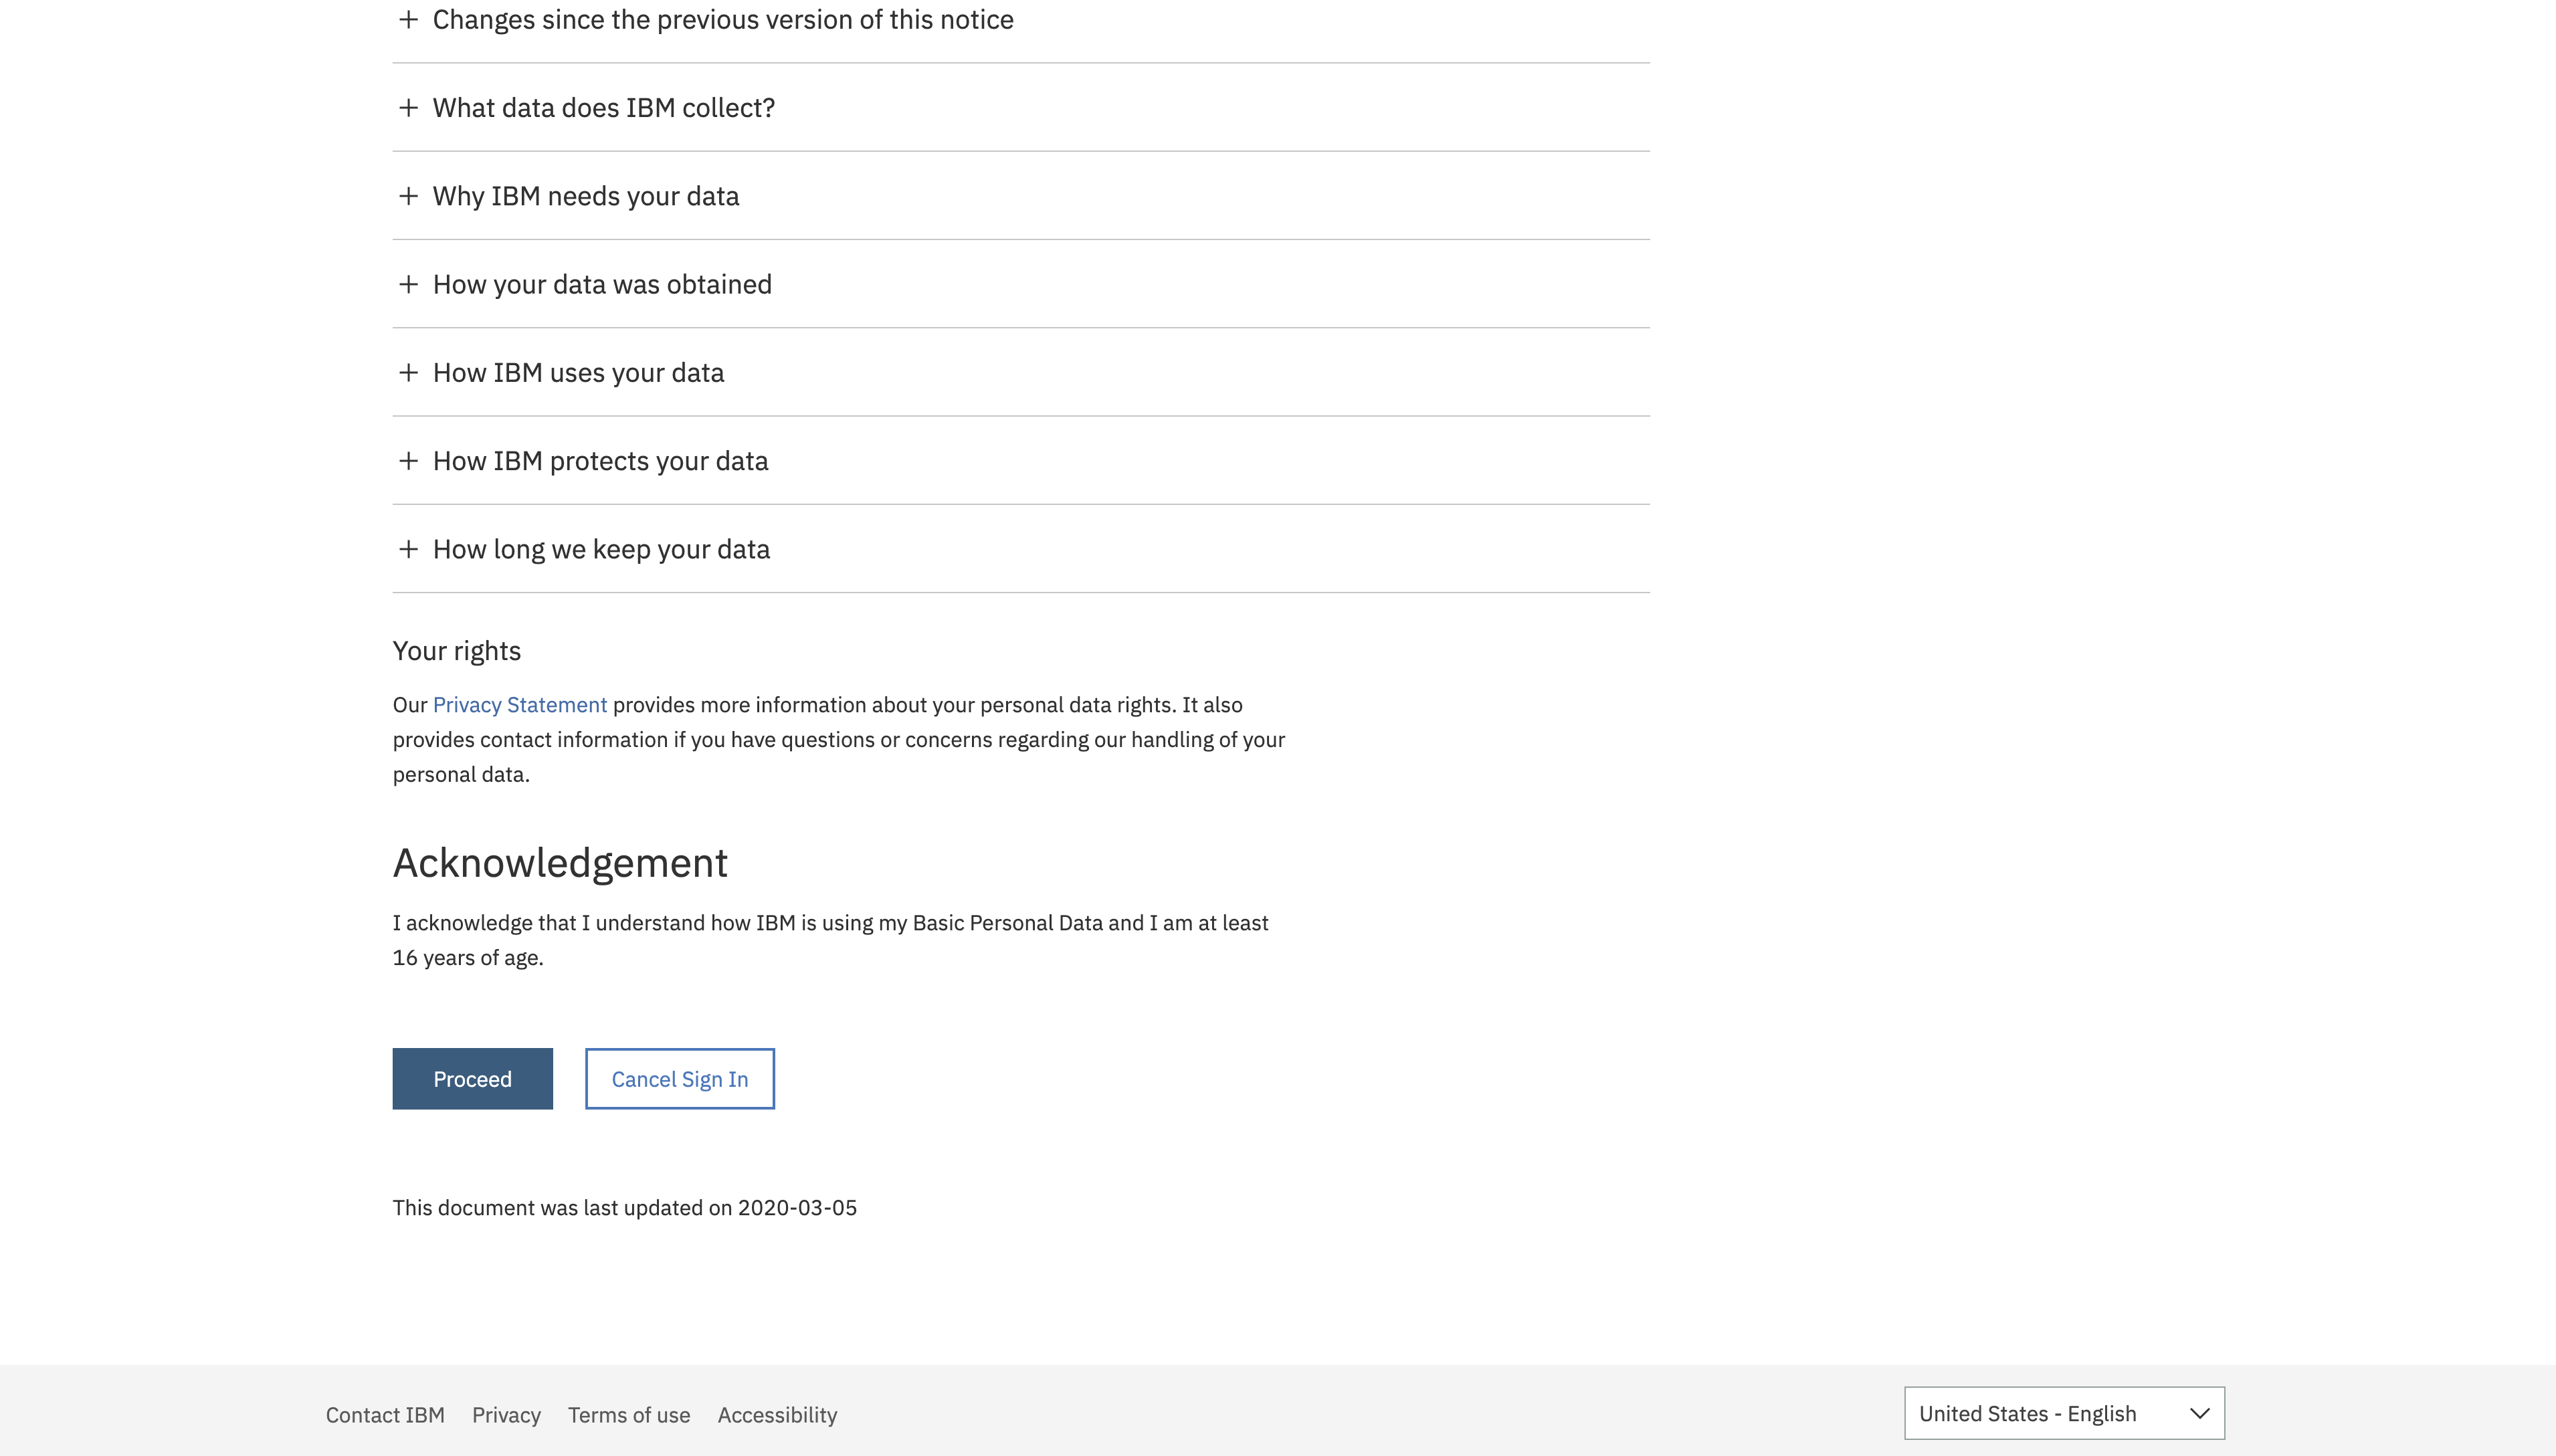 Changes since the previous version of this notice
What data does IBM collect?
Why IBM needs your data
How your data was obtained
How IBM uses your data
How IBM protects your data
How long we keep your data
Your rights
Our Privacy Statement provides more information about your personal data rights. It also
provides contact information if you have questions or concerns regarding our handling of your
personal data.
Acknowledgement
I acknowledge that I understand how IBM is using my Basic Personal Data and I am at least
16 years of age.
Proceed Cancel Sign In
This document was last updated on 2020-03-05
Contact IBM Privacy Terms of use Accessibility United States - English